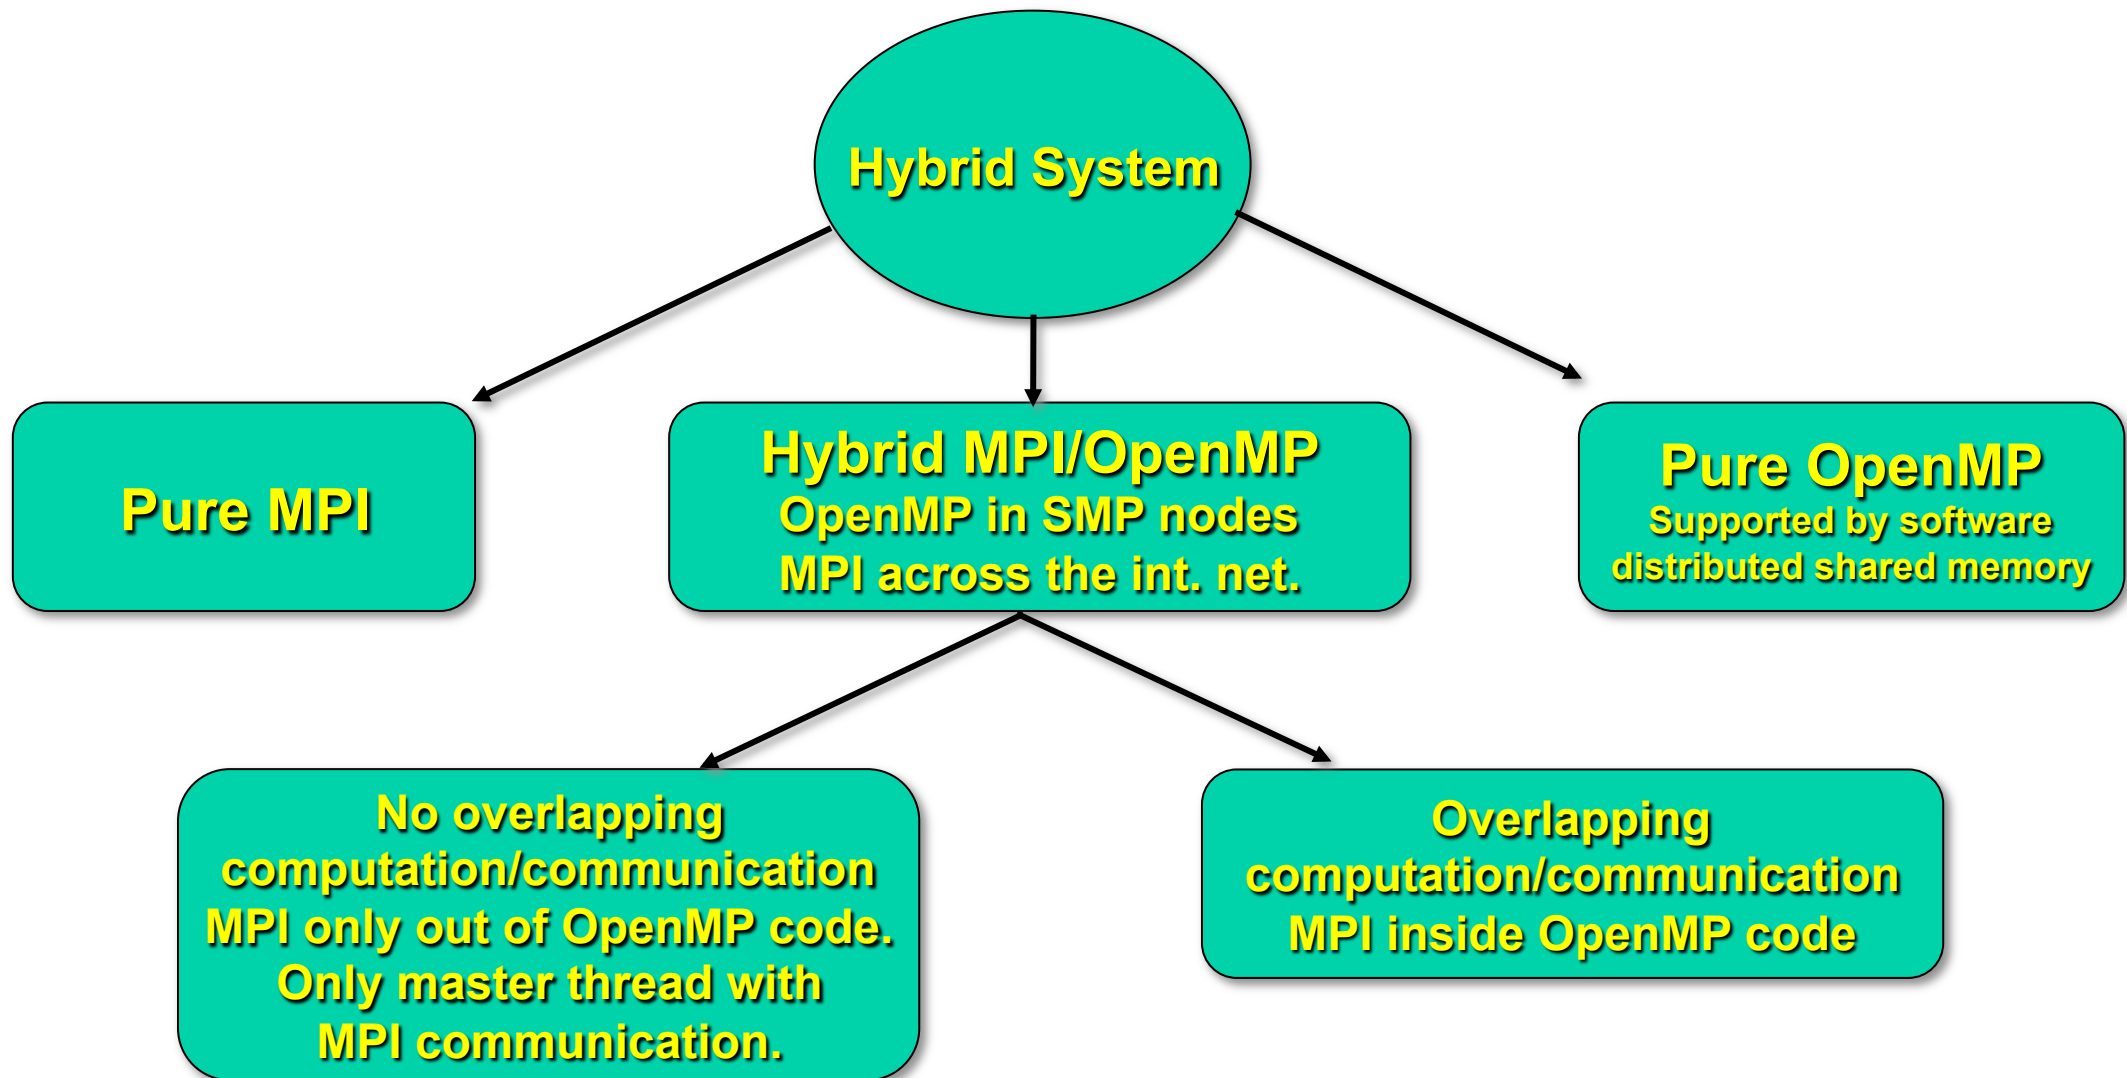 Hybrid System
Pure MPI
Hybrid MPI/OpenMP
OpenMP in SMP nodes
MPI across the int. net.
Pure OpenMP
Supported by software
distributed shared memory
No overlapping
computation/communication
MPI only out of OpenMP code.
Only master thread with
MPI communication.
Overlapping
computation/communication
MPI inside OpenMP code